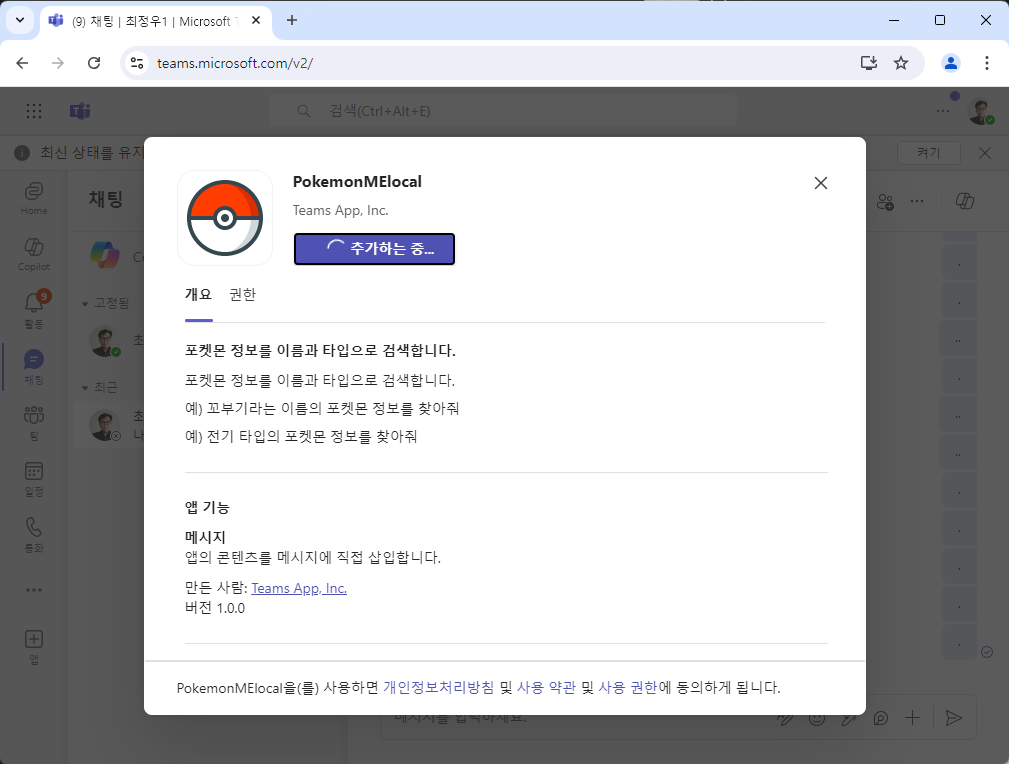 (9) 채팅 | 최정우1 | Microsoft T
teams.microsoft.com/v2/
검색(Ctrl+Alt+E)
최신 상태를 유지
켜기
Home
Copilot
9
활동
채팅
팀
일정
통화
앱
채팅
고정됨
최근
PokemonMElocal
Teams App, Inc.
추가하는 중...
개요 권한
포켓몬 정보를 이름과 타입으로 검색합니다.
포켓몬 정보를 이름과 타입으로 검색합니다.
예) 꼬부기라는 이름의 포켓몬 정보를 찾아줘
예) 전기 타입의 포켓몬 정보를 찾아줘
앱 기능
메시지
앱의 콘텐츠를 메시지에 직접 삽입합니다.
만든 사람: Teams App, Inc.
버전 1.0.0
PokemonMElocal을(를) 사용하면 개인정보처리방침 및 사용 약관 및 사용 권한에 동의하게 됩니다.
메시지를 입력하세요.